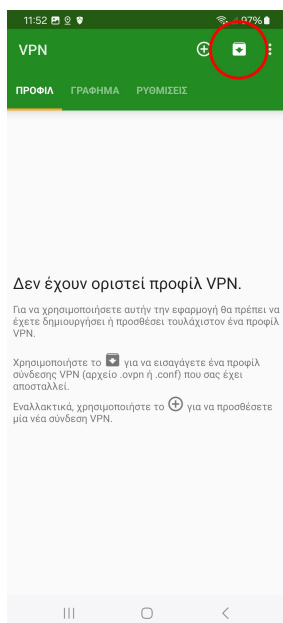 11:52 97%
VPN
ΠΡΟΦΙΛ ΓΡΑΦΗΜΑ ΡΥΘΜΙΣΕΙΣ
Δεν έχουν οριστεί προφίλ VPN.
Για να χρησιμοποιήσετε αυτήν την εφαρμογή θα πρέπει να
έχετε δημιουργήσει ή προσθέσει τουλάχιστον ένα προφίλ
VPN.
Χρησιμοποιήστε το για να εισαγάγετε ένα προφίλ
σύνδεσης VPN (αρχείο .ovpn ή .conf) που σας έχει
αποσταλλεί.
Εναλλακτικά, χρησιμοποιήστε το για να προσθέσετε
μία νέα σύνδεση VPN.